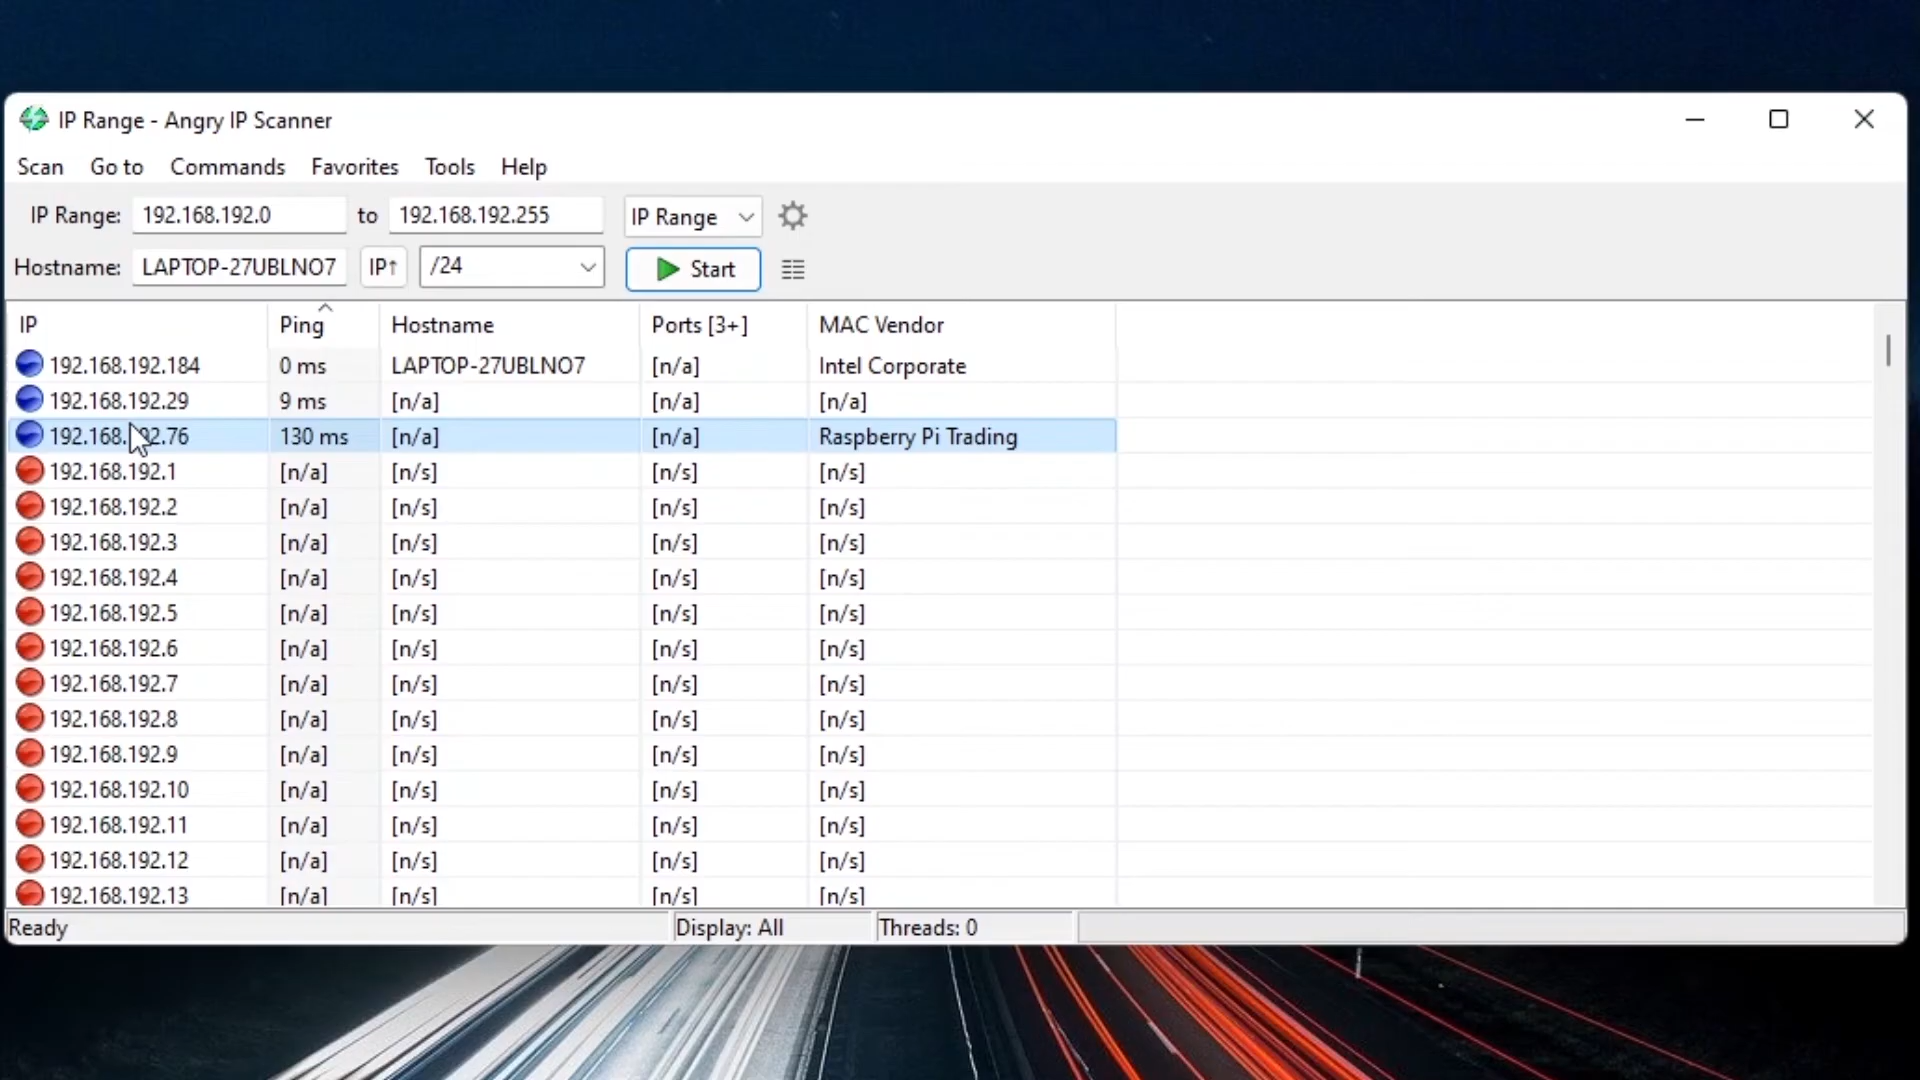 IP Range - Angry IP Scanner
Scan Go to Commands Favorites Tools Help
IP Range: 192.168.192.0 to 192.168.192.255 IP Range
Hostname: LAPTOP-27UBLNO7 IP↑ /24 Start
IP Ping Hostname Ports [3+] MAC Vendor
192.168.192.184 0 ms LAPTOP-27UBLNO7 [n/a] Intel Corporate
192.168.192.29 9 ms [n/a] [n/a] [n/a]
192.168.192.76 130 ms [n/a] [n/a] Raspberry Pi Trading
192.168.192.1 [n/a] [n/s] [n/s] [n/s]
192.168.192.2 [n/a] [n/s] [n/s] [n/s]
192.168.192.3 [n/a] [n/s] [n/s] [n/s]
192.168.192.4 [n/a] [n/s] [n/s] [n/s]
192.168.192.5 [n/a] [n/s] [n/s] [n/s]
192.168.192.6 [n/a] [n/s] [n/s] [n/s]
192.168.192.7 [n/a] [n/s] [n/s] [n/s]
192.168.192.8 [n/a] [n/s] [n/s] [n/s]
192.168.192.9 [n/a] [n/s] [n/s] [n/s]
192.168.192.10 [n/a] [n/s] [n/s] [n/s]
192.168.192.11 [n/a] [n/s] [n/s] [n/s]
192.168.192.12 [n/a] [n/s] [n/s] [n/s]
192.168.192.13 [n/a] [n/s] [n/s] [n/s]
Ready Display: All Threads: 0